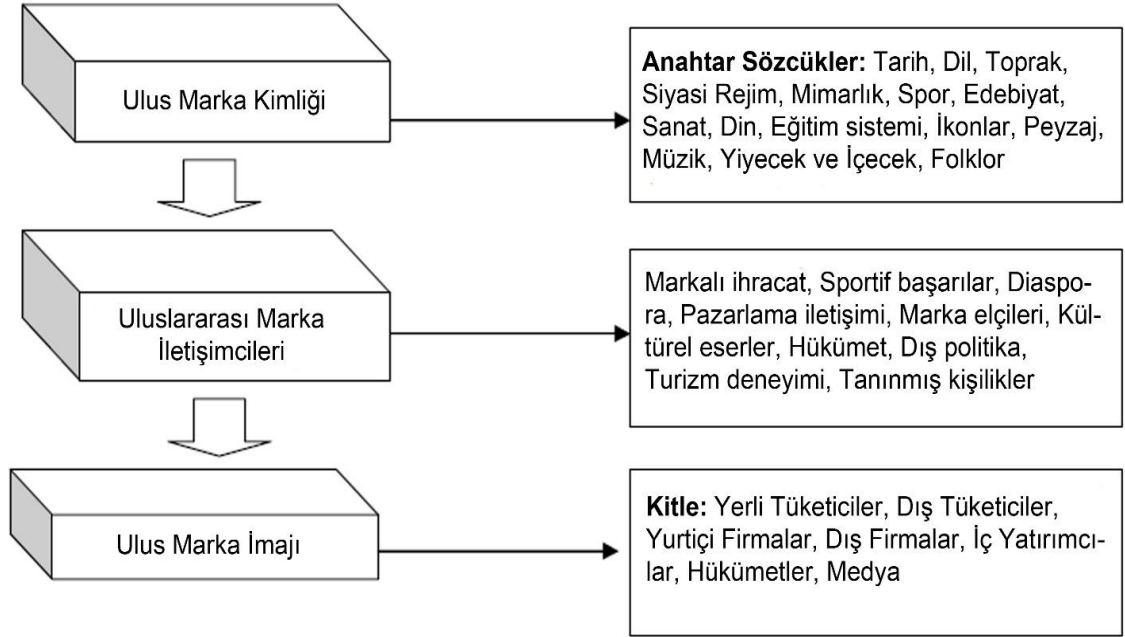 Ulus Marka Kimliği
Anahtar Sözcükler: Tarih, Dil, Toprak,
Siyasi Rejim, Mimarlık, Spor, Edebiyat,
Sanat, Din, Eğitim sistemi, İkonlar, Peyzaj,
Müzik, Yiyecek ve İçecek, Folklor
Uluslararası Marka
İletişimcileri
Markalı ihracat, Sportif başarılar, Diaspo-
ra, Pazarlama iletişimi, Marka elçileri, Kül-
türel eserler, Hükümet, Dış politika,
Turizm deneyimi, Tanınmış kişilikler
Ulus Marka İmajı
Kitle: Yerli Tüketiciler, Dış Tüketiciler,
Yurtiçi Firmalar, Dış Firmalar, İç Yatırımcı-
lar, Hükümetler, Medya